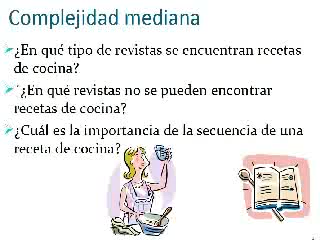 Complejidad mediana
¿En qué tipo de revistas se encuentran recetas
de cocina?
´¿En qué revistas no se pueden encontrar
recetas de cocina?
¿Cuál es la importancia de la secuencia de una
receta de cocina?